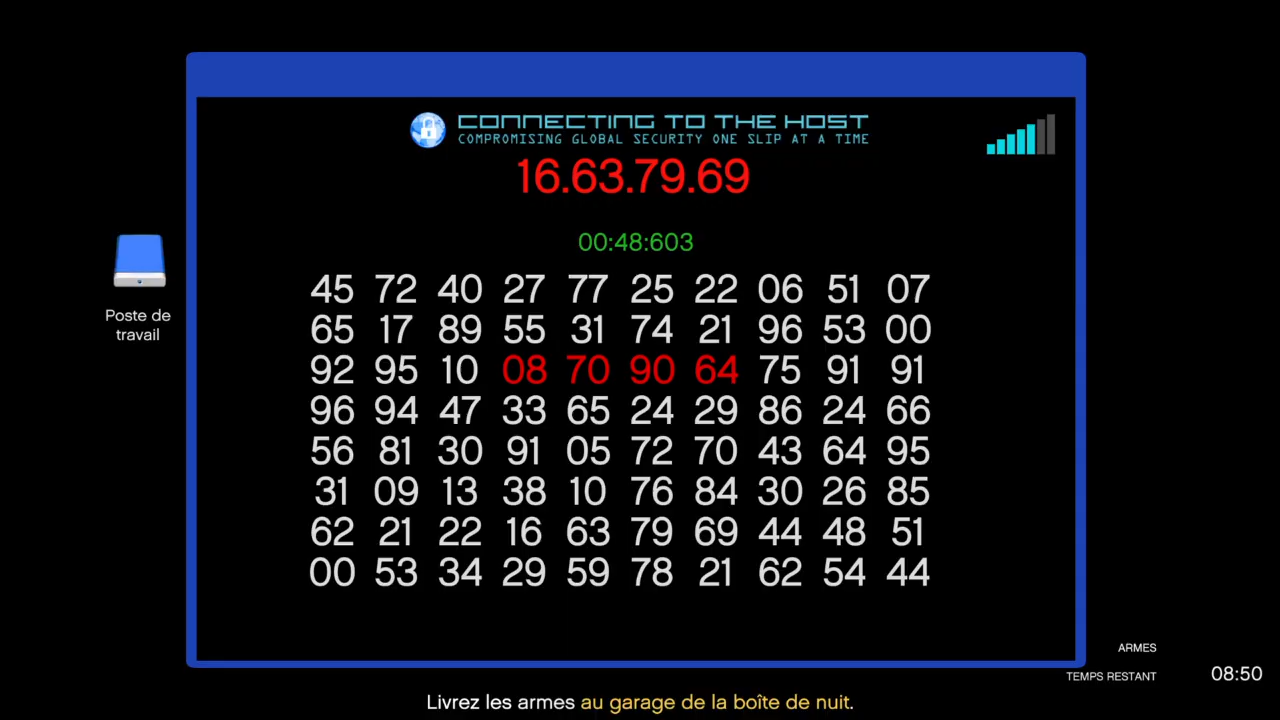 CONNECTING TO THE HOST
COMPROMISING GLOBAL SECURITY ONE SLIP AT A TIME
16.63.79.69
00:48:603
45 72 40 27 77 25 22 06 51 07
65 17 89 55 31 74 21 96 53 00
92 95 10 08 70 90 64 75 91 91
96 94 47 33 65 24 29 86 24 66
56 81 30 91 05 72 70 43 64 95
31 09 13 38 10 76 84 30 26 85
62 21 22 16 63 79 69 44 48 51
00 53 34 29 59 78 21 62 54 44
Poste de
travail
ARMES
TEMPS RESTANT 08:50
Livrez les armes au garage de la boîte de nuit.